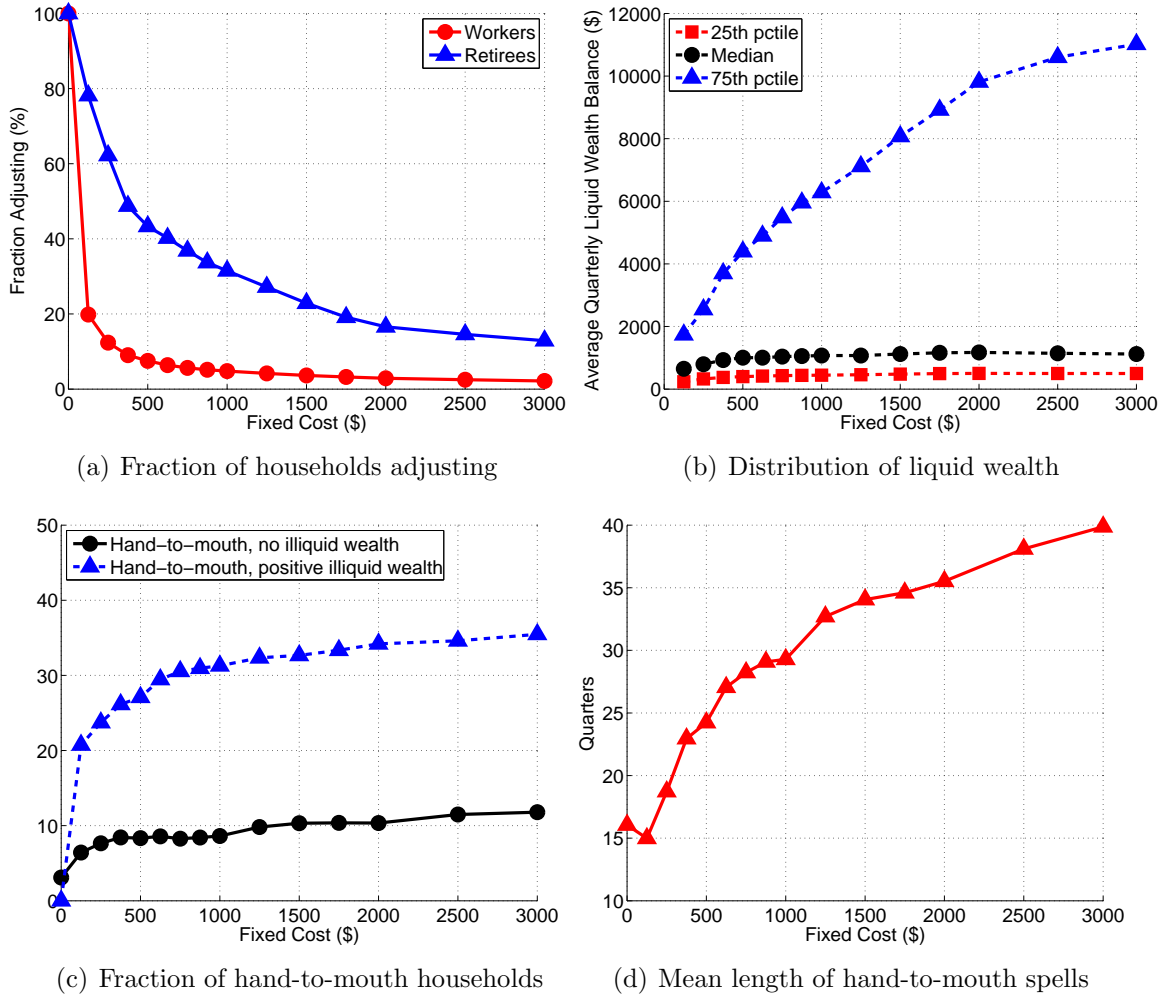 Fraction Adjusting (%)
100
80
60
40
20
0
Workers
Retirees
0 500 1000 1500 2000 2500 3000
Fixed Cost ($)
(a) Fraction of households adjusting
Average Quarterly Liquid Wealth Balance ($)
12000
10000
8000
6000
4000
2000
0
25th pctile
Median
75th pctile
0 500 1000 1500 2000 2500 3000
Fixed Cost ($)
(b) Distribution of liquid wealth
50
40
30
20
10
0
Hand−to−mouth, no illiquid wealth
Hand−to−mouth, positive illiquid wealth
0 500 1000 1500 2000 2500 3000
Fixed Cost ($)
(c) Fraction of hand-to-mouth households
Quarters
40
35
30
25
20
15
10
0 500 1000 1500 2000 2500 3000
Fixed Cost ($)
(d) Mean length of hand-to-mouth spells